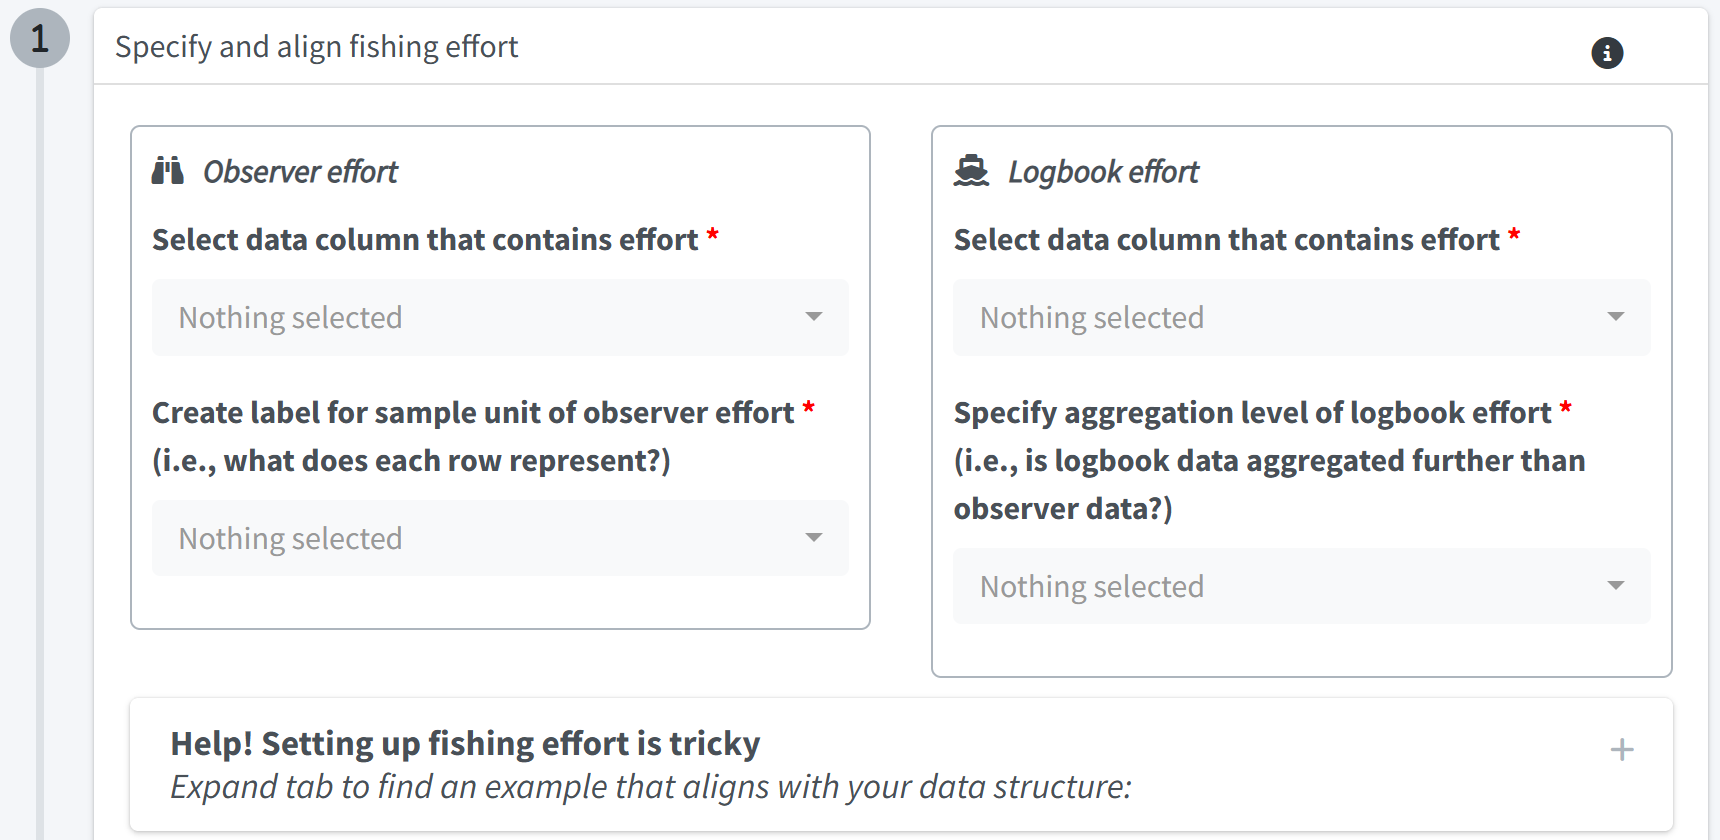 1
Specify and align fishing effort
Observer effort
Select data column that contains effort *
Nothing selected
Create label for sample unit of observer effort *
(i.e., what does each row represent?)
Nothing selected
Logbook effort
Select data column that contains effort *
Nothing selected
Specify aggregation level of logbook effort *
(i.e., is logbook data aggregated further than
observer data?)
Nothing selected
Help! Setting up fishing effort is tricky
Expand tab to find an example that aligns with your data structure: